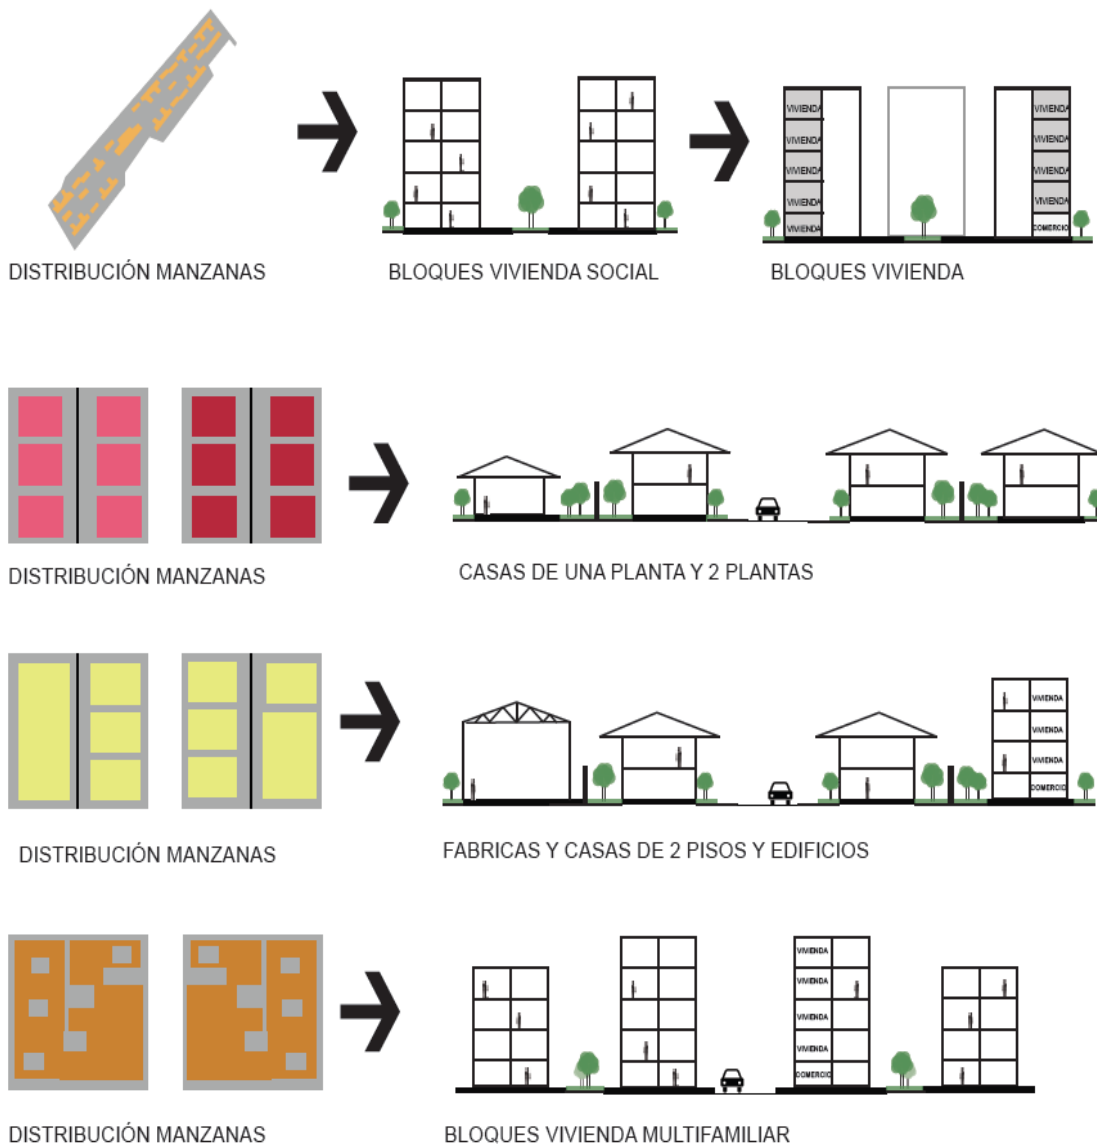 VIVIENDA
VIVIENDA
VIVIENDA
VIVIENDA
VIVIENDA
VIVIENDA
VIVIENDA
VIVIENDA
VIVIENDA
COMERCIO
DISTRIBUCIÓN MANZANAS
BLOQUES VIVIENDA SOCIAL
BLOQUES VIVIENDA
DISTRIBUCIÓN MANZANAS
CASAS DE UNA PLANTA Y 2 PLANTAS
VIVIENDA
VIVIENDA
VIVIENDA
COMERCIO
DISTRIBUCIÓN MANZANAS
FABRICAS Y CASAS DE 2 PISOS Y EDIFICIOS
VIVIENDA
VIVIENDA
VIVIENDA
VIVIENDA
COMERCIO
DISTRIBUCIÓN MANZANAS
BLOQUES VIVIENDA MULTIFAMILIAR